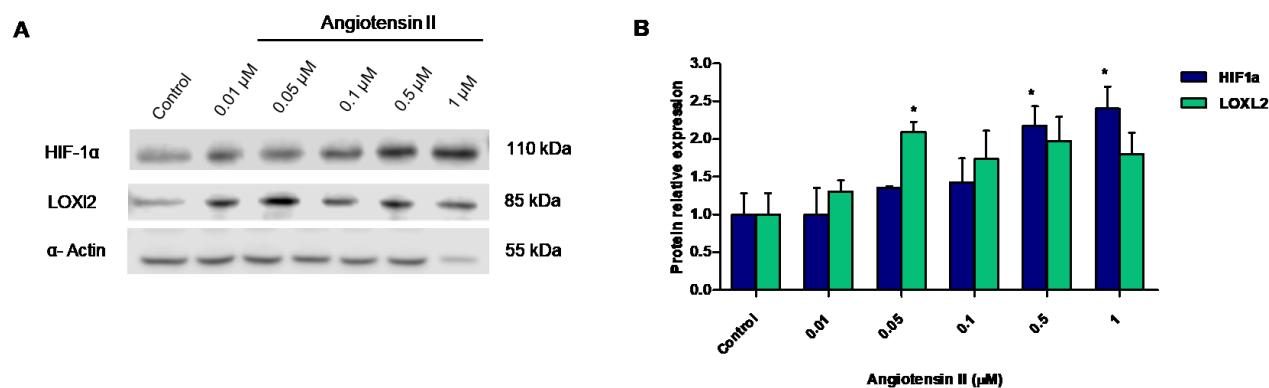 A
Angiotensin II
Control
0.01 µM
0.05 µM
0.1 µM
0.5 µM
1 µM
HIF-1α
110 kDa
LOXl2
85 kDa
α- Actin
55 kDa
B
Protein relative expression
3.0
2.5
2.0
1.5
1.0
0.5
0.0
*
*
*
HIF1a
LOXL2
Control
0.01
0.05
0.1
0.5
1
Angiotensin II (µM)